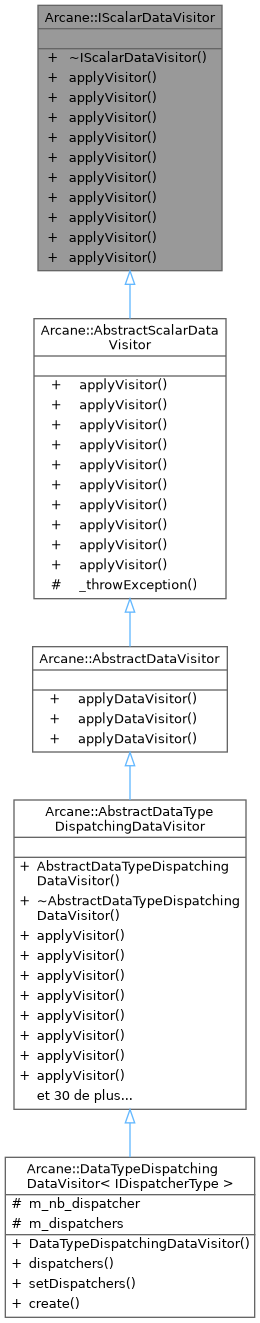 Arcane::IScalarDataVisitor
+ ~IScalarDataVisitor()
+ applyVisitor()
+ applyVisitor()
+ applyVisitor()
+ applyVisitor()
+ applyVisitor()
+ applyVisitor()
+ applyVisitor()
+ applyVisitor()
+ applyVisitor()
+ applyVisitor()
Arcane::AbstractScalarData
Visitor
+ applyVisitor()
+ applyVisitor()
+ applyVisitor()
+ applyVisitor()
+ applyVisitor()
+ applyVisitor()
+ applyVisitor()
+ applyVisitor()
+ applyVisitor()
+ applyVisitor()
# _throwException()
Arcane::AbstractDataVisitor
+ applyDataVisitor()
+ applyDataVisitor()
+ applyDataVisitor()
Arcane::AbstractDataType
DispatchingDataVisitor
+ AbstractDataTypeDispatching
DataVisitor()
+ ~AbstractDataTypeDispatching
DataVisitor()
+ applyVisitor()
+ applyVisitor()
+ applyVisitor()
+ applyVisitor()
+ applyVisitor()
+ applyVisitor()
+ applyVisitor()
+ applyVisitor()
et 30 de plus...
Arcane::DataTypeDispatching
DataVisitor< IDispatcherType >
# m_nb_dispatcher
# m_dispatchers
+ DataTypeDispatchingDataVisitor()
+ dispatchers()
+ setDispatchers()
+ create()